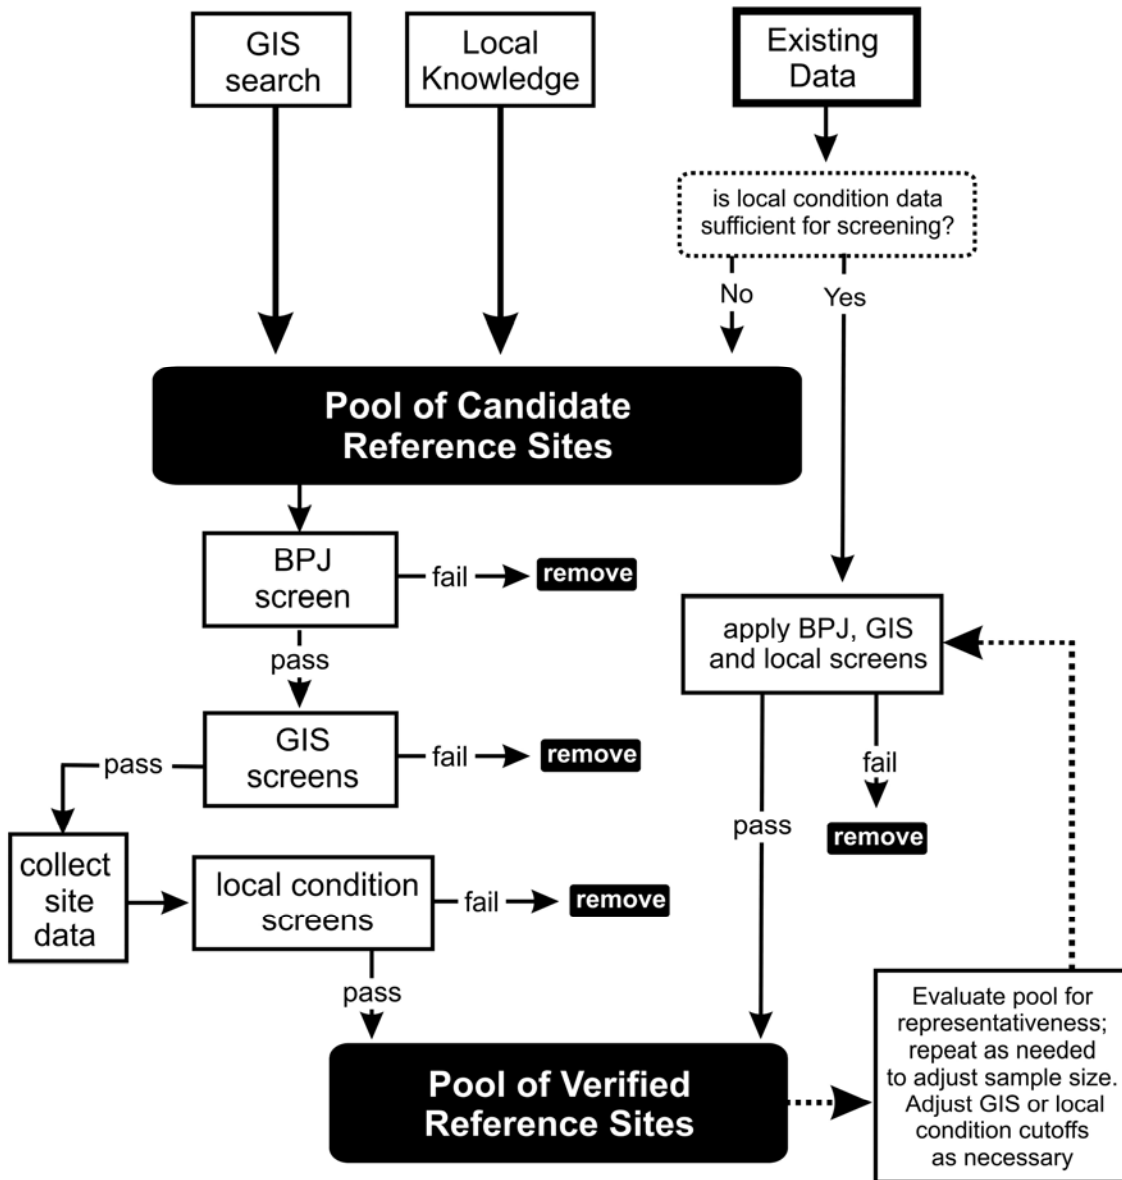 GIS
search
Local
Knowledge
Existing
Data
is local condition data
sufficient for screening?
No
Yes
Pool of Candidate
Reference Sites
BPJ
screen
fail
remove
pass
apply BPJ, GIS
and local screens
GIS
screens
fail
remove
pass
fail
remove
pass
collect
site
data
local condition
screens
fail
remove
pass
Pool of Verified
Reference Sites
Evaluate pool for
representativeness;
repeat as needed
to adjust sample size.
Adjust GIS or local
condition cutoffs
as necessary